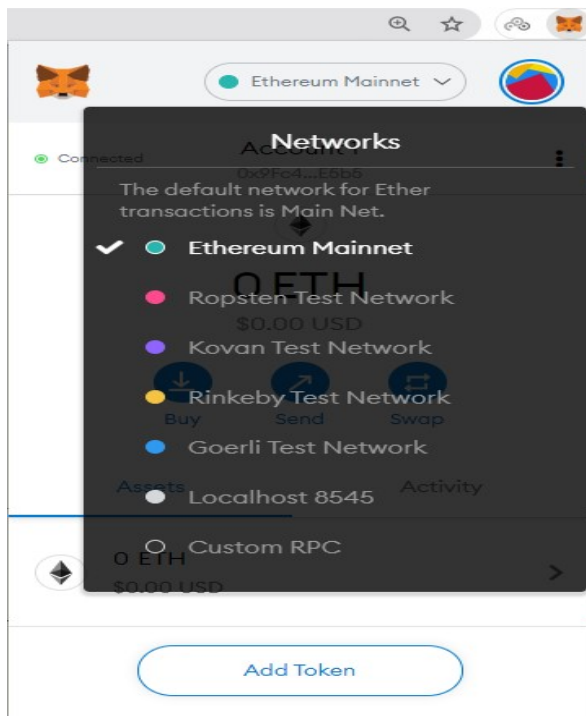 Ethereum Mainnet
Networks
Connected
Account 1
0x9Fc4...E5b5
The default network for Ether
transactions is Main Net.
Ethereum Mainnet
0 ETH
Ropsten Test Network
$0.00 USD
Kovan Test Network
Rinkeby Test Network
Buy
Send
Swap
Goerli Test Network
Assets
Activity
Localhost 8545
Custom RPC
0 ETH
$0.00 USD
Add Token